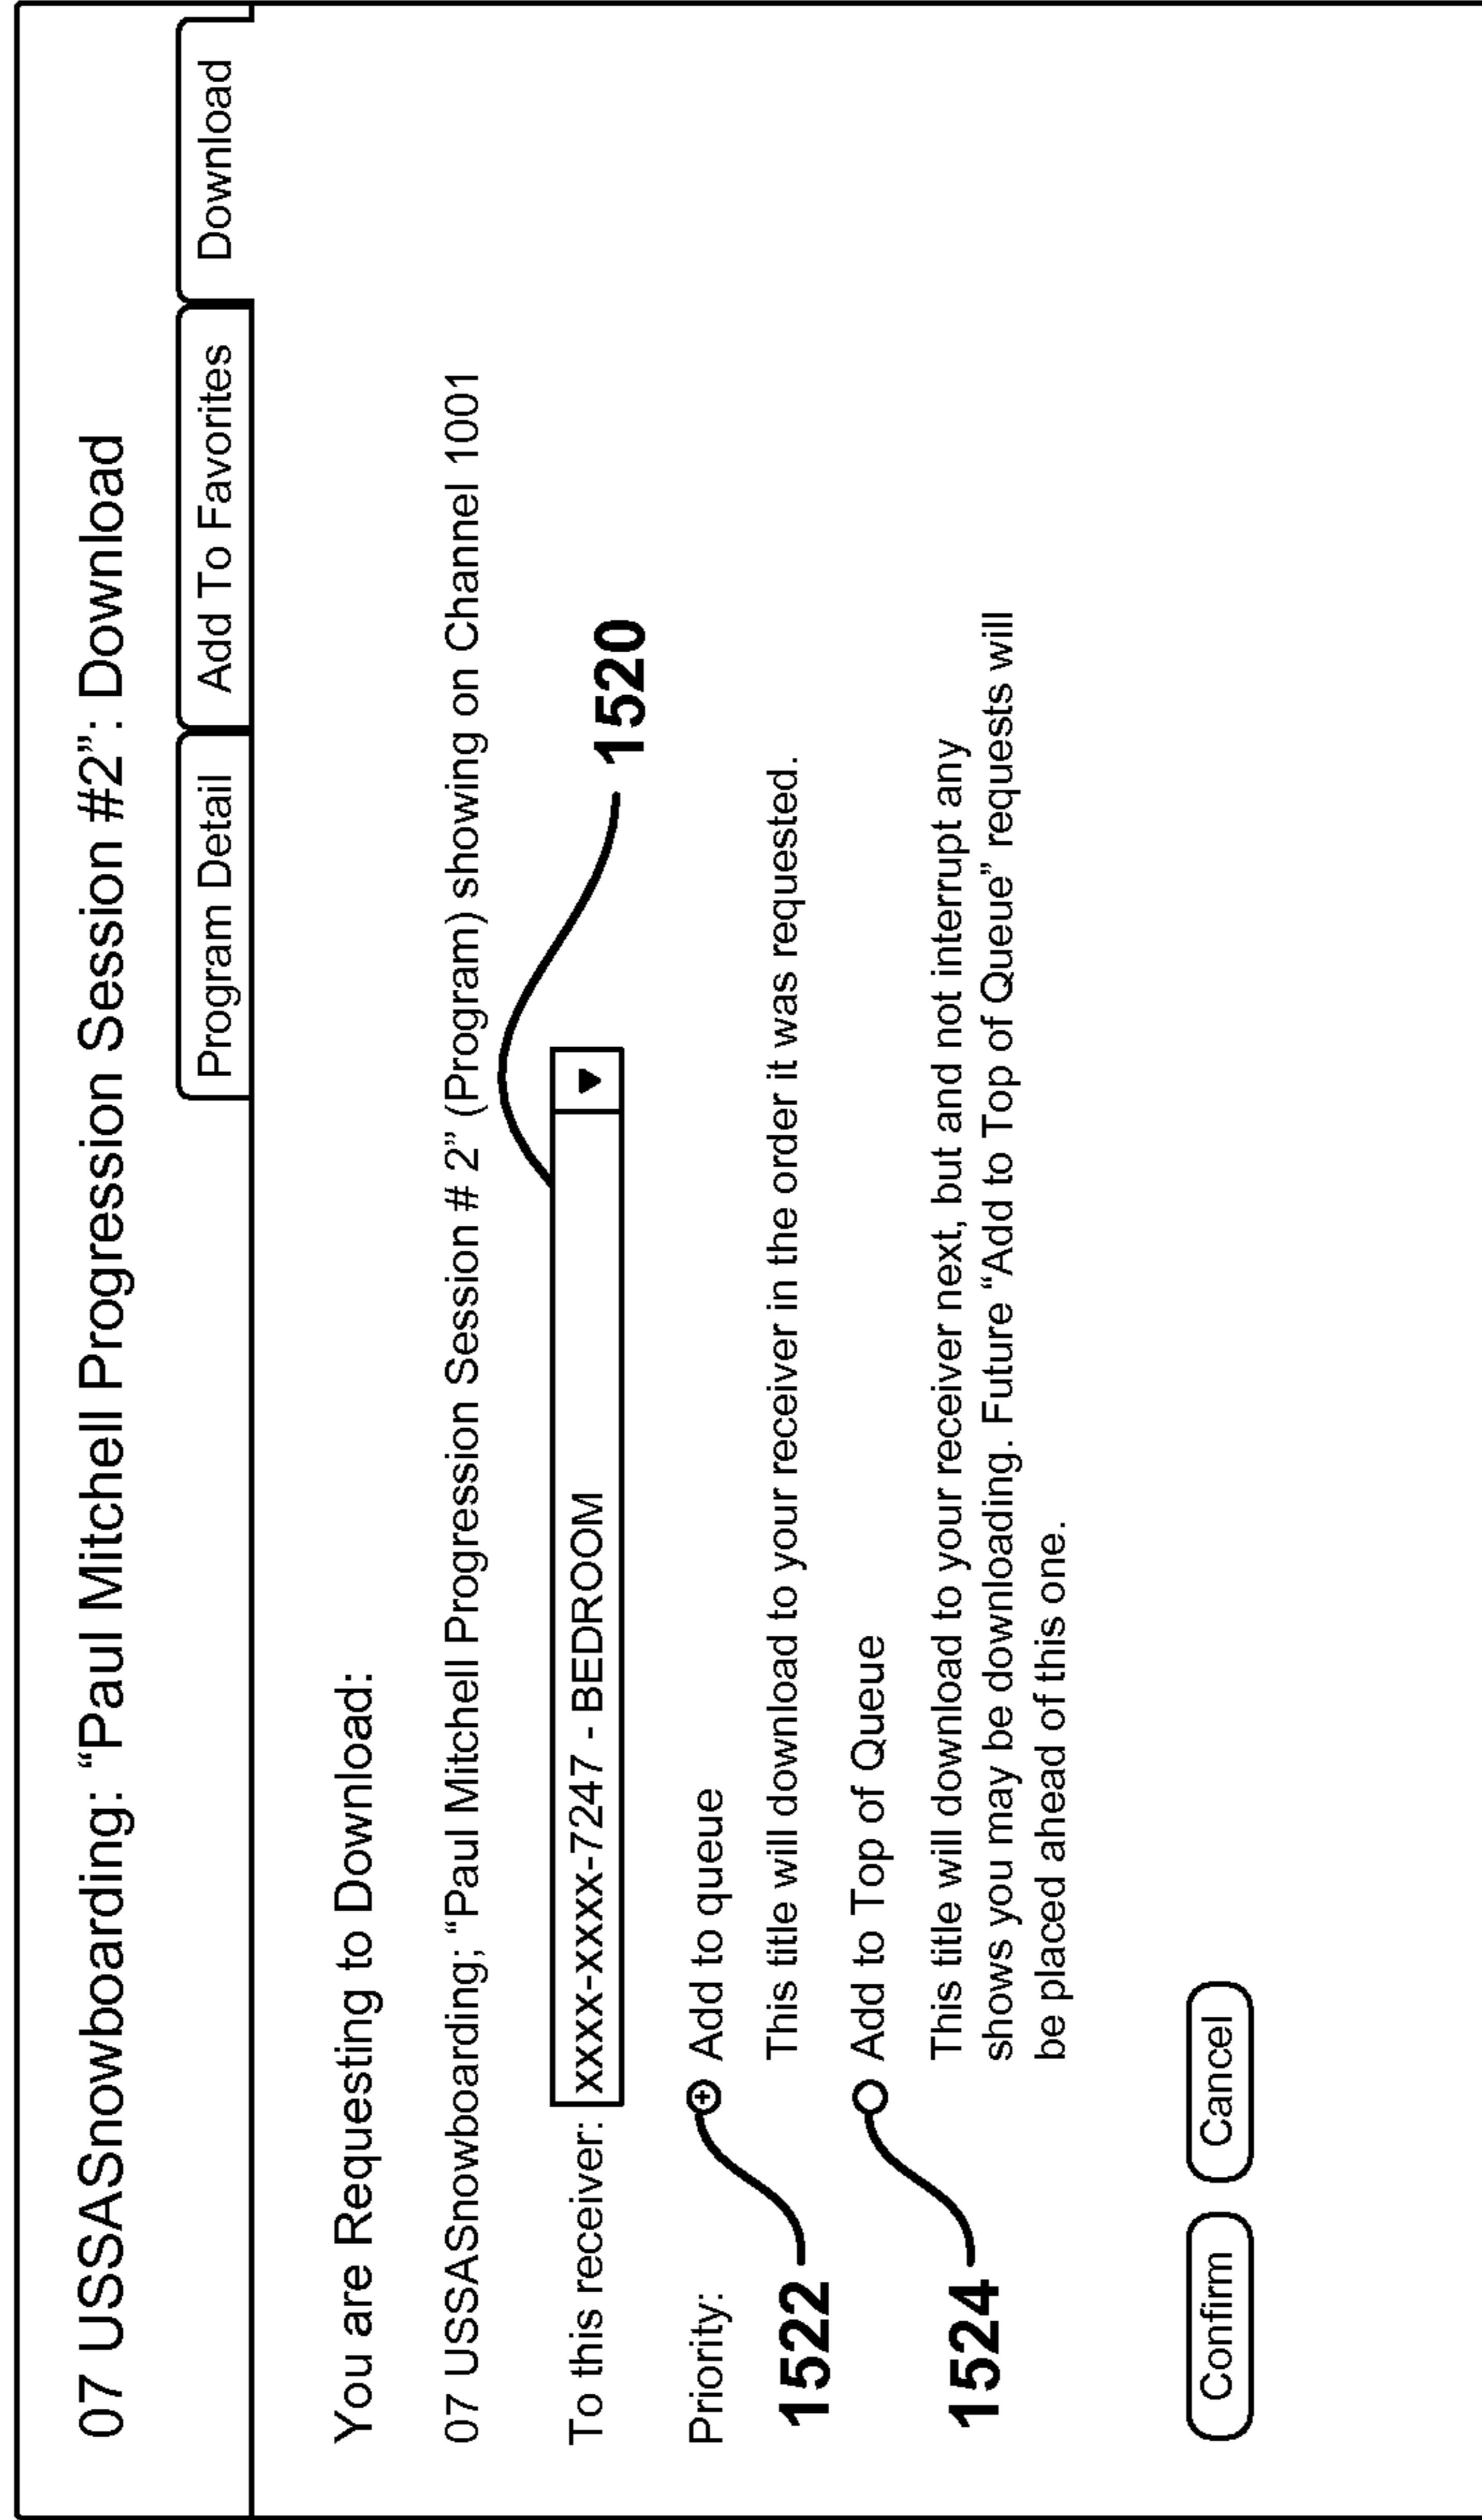 07 USSASnowboarding: “Paul Mitchell Progression Session #2”: Download
Program Detail
Add To Favorites
Download
You are Requesting to Download:
07 USSASnowboarding; “Paul Mitchell Progression Session # 2” (Program) showing on Channel 1001
To this receiver: xxxx-xxxx-7247 - BEDROOM
1520
Priority: Add to queue
1522
This title will download to your receiver in the order it was requested.
Add to Top of Queue
1524
This title will download to your receiver next, but and not interrupt any
shows you may be downloading. Future “Add to Top of Queue” requests will
be placed ahead of this one.
Confirm
Cancel